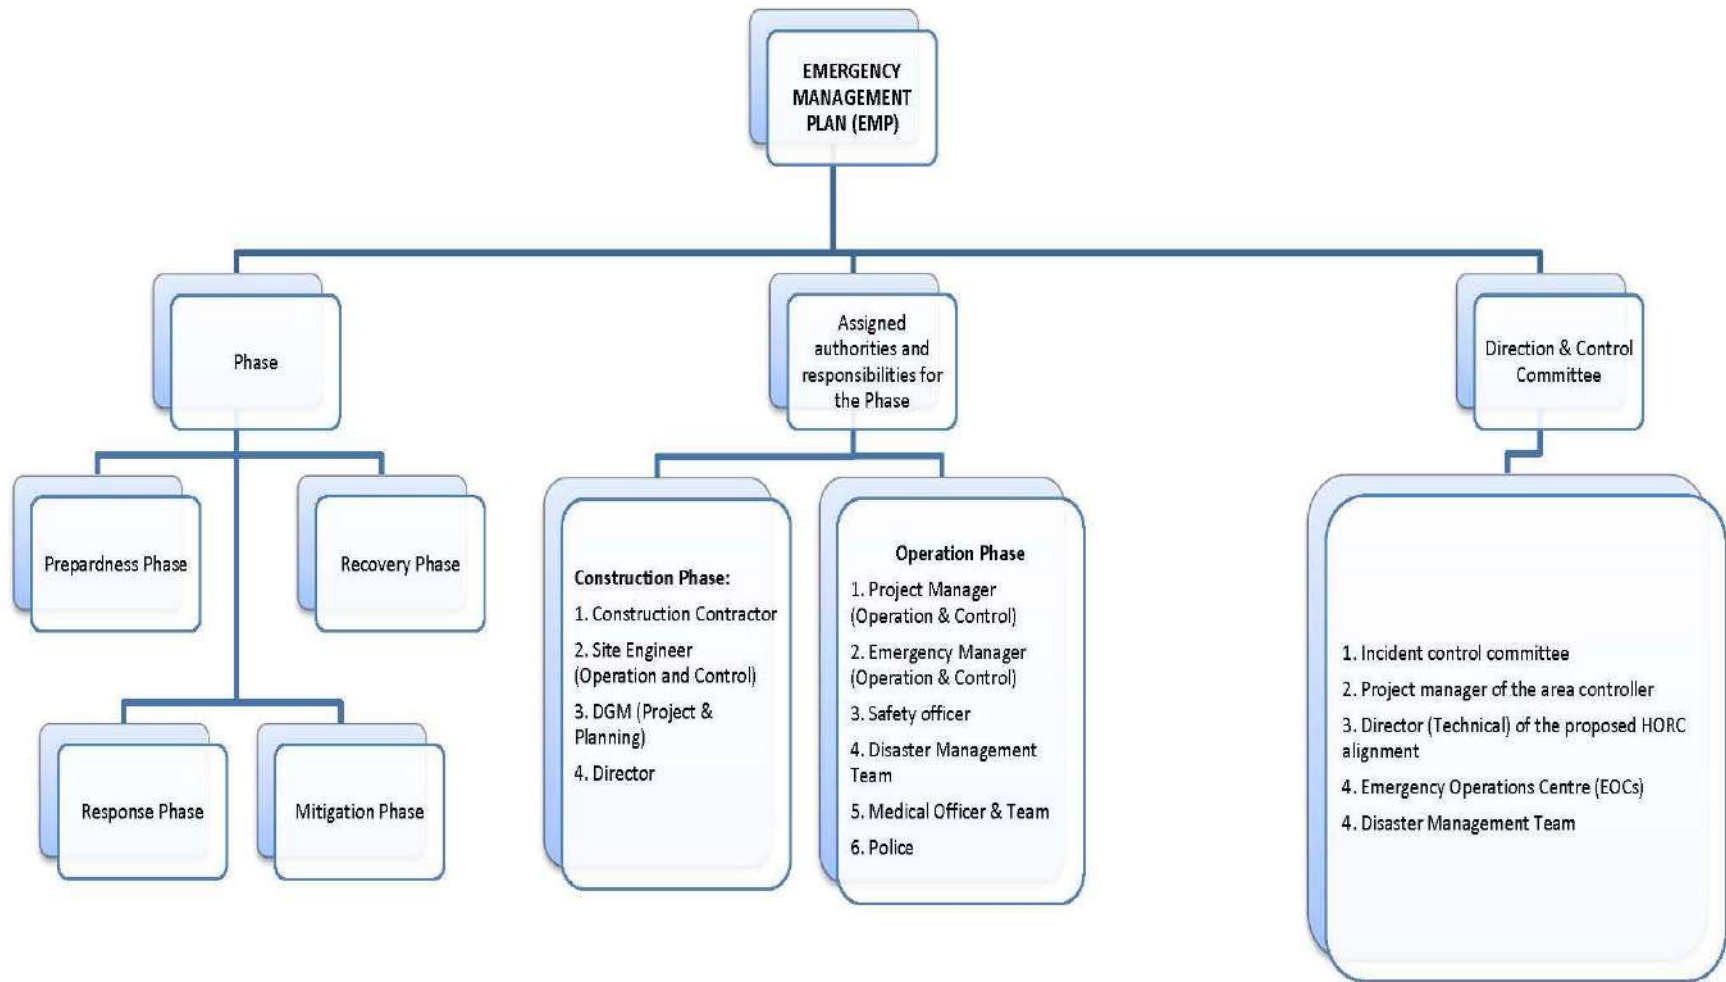 EMERGENCY
MANAGEMENT
PLAN (EMP)
Phase
Assigned
authorities and
responsibilities for
the Phase
Direction & Control
Committee
Prepardness Phase
Recovery Phase
Response Phase
Mitigation Phase
Construction Phase:
1. Construction Contractor
2. Site Engineer
(Operation and Control)
3. DGM (Project &
Planning)
4. Director
Operation Phase
1. Project Manager
(Operation & Control)
2. Emergency Manager
(Operation & Control)
3. Safety officer
4. Disaster Management
Team
5. Medical Officer & Team
6. Police
1. Incident control committee
2. Project manager of the area controller
3. Director (Technical) of the proposed HORC
alignment
4. Emergency Operations Centre (EOCs)
4. Disaster Management Team